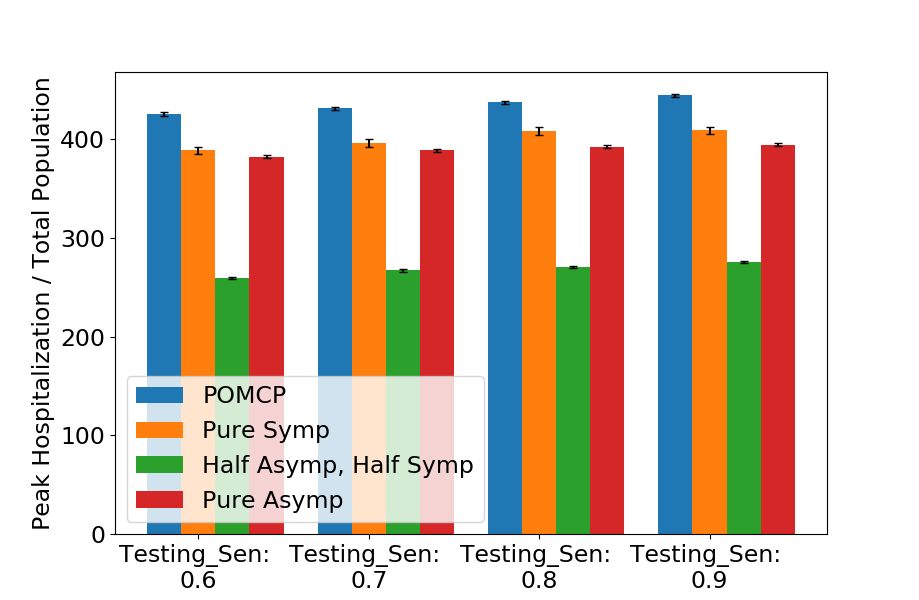 Peak Hospitalization / Total Population
400
300
200
100
0
POMCP
Pure Symp
Half Asymp, Half Symp
Pure Asymp
Testing_Sen: 0.6
Testing_Sen: 0.7
Testing_Sen: 0.8
Testing_Sen: 0.9